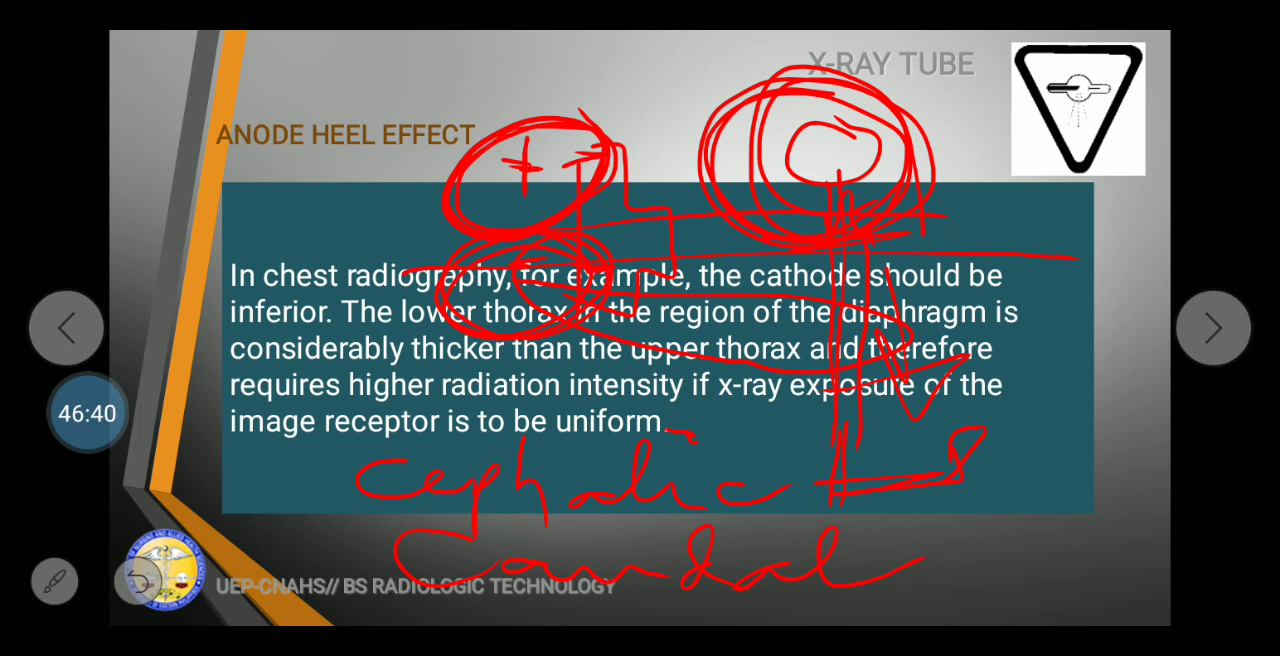 X-RAY TUBE
ANODE HEEL EFFECT
+
In chest radiography, for example, the cathode should be
inferior. The lower thorax in the region of the diaphragm is
considerably thicker than the upper thorax and therefore
requires higher radiation intensity if x-ray exposure of the
image receptor is to be uniform.
46:40
cephalic
Caudal
UEP-CNAHS// BS RADIOLOGIC TECHNOLOGY